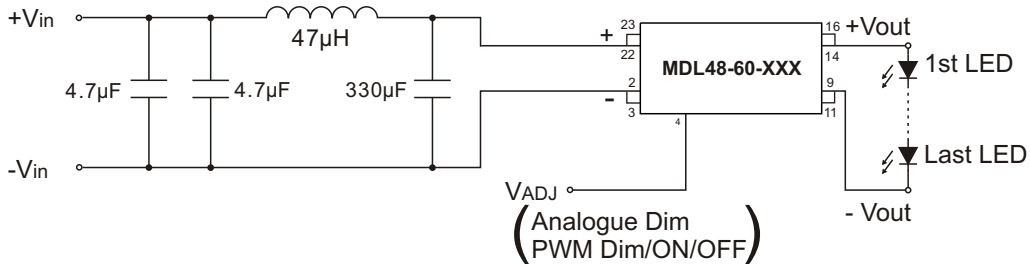 +Vin
47µH
4.7µF
4.7µF
330µF
-Vin
+
-
23
22
2
3
4
MDL48-60-XXX
16
14
9
11
+Vout
1st LED
Last LED
- Vout
VADJ
(Analogue Dim
PWM Dim/ON/OFF)